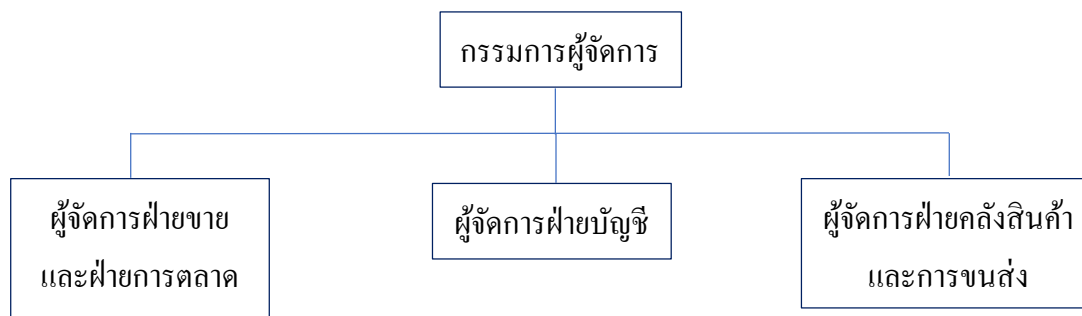 กรรมการผู้จัดการ
ผู้จัดการฝ่ายขาย
และฝ่ายการตลาด
ผู้จัดการฝ่ายบัญชี
ผู้จัดการฝ่ายคลังสินค้า
และการขนส่ง